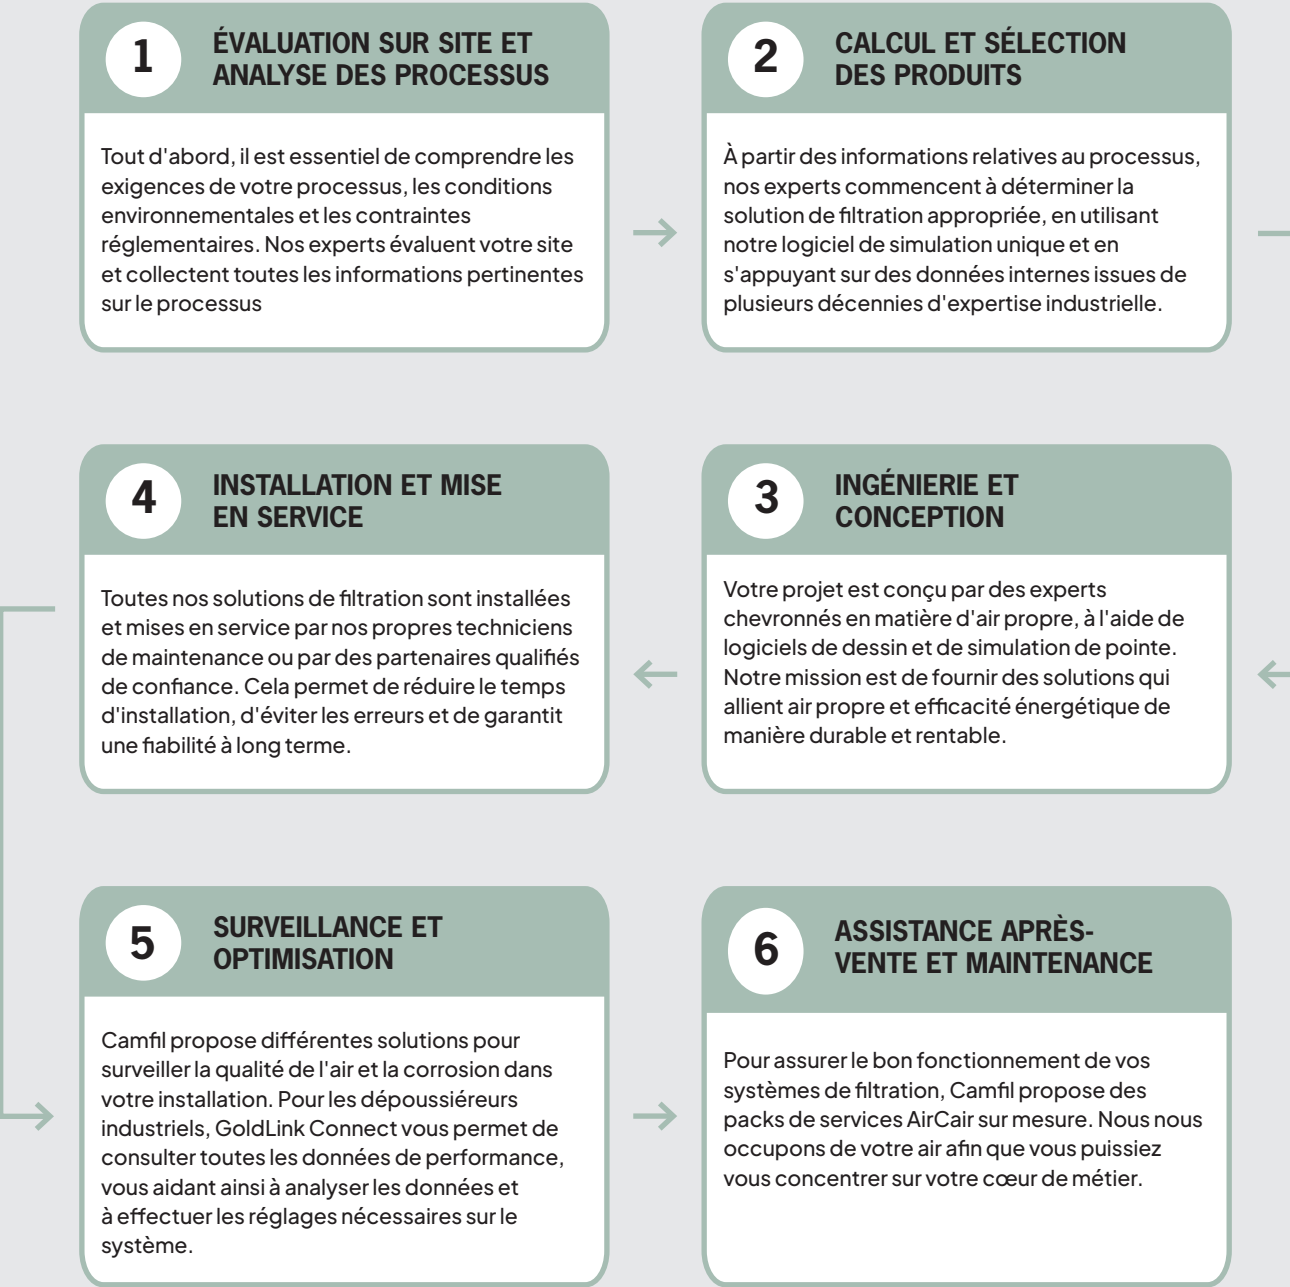 1
ÉVALUATION SUR SITE ET
ANALYSE DES PROCESSUS
Tout d'abord, il est essentiel de comprendre les
exigences de votre processus, les conditions
environnementales et les contraintes
réglementaires. Nos experts évaluent votre site
et collectent toutes les informations pertinentes
sur le processus
2
CALCUL ET SÉLECTION
DES PRODUITS
À partir des informations relatives au processus,
nos experts commencent à déterminer la
solution de filtration appropriée, en utilisant
notre logiciel de simulation unique et en
s'appuyant sur des données internes issues de
plusieurs décennies d'expertise industrielle.
3
INGÉNIERIE ET
CONCEPTION
Votre projet est conçu par des experts
chevronnés en matière d'air propre, à l'aide de
logiciels de dessin et de simulation de pointe.
Notre mission est de fournir des solutions qui
allient air propre et efficacité énergétique de
manière durable et rentable.
4
INSTALLATION ET MISE
EN SERVICE
Toutes nos solutions de filtration sont installées
et mises en service par nos propres techniciens
de maintenance ou par des partenaires qualifiés
de confiance. Cela permet de réduire le temps
d'installation, d'éviter les erreurs et de garantit
une fiabilité à long terme.
5
SURVEILLANCE ET
OPTIMISATION
Camfil propose différentes solutions pour
surveiller la qualité de l'air et la corrosion dans
votre installation. Pour les dépoussiéreurs
industriels, GoldLink Connect vous permet de
consulter toutes les données de performance,
vous aidant ainsi à analyser les données et
à effectuer les réglages nécessaires sur le
système.
6
ASSISTANCE APRÈS-
VENTE ET MAINTENANCE
Pour assurer le bon fonctionnement de vos
systèmes de filtration, Camfil propose des
packs de services AirCair sur mesure. Nous nous
occupons de votre air afin que vous puissiez
vous concentrer sur votre cœur de métier.